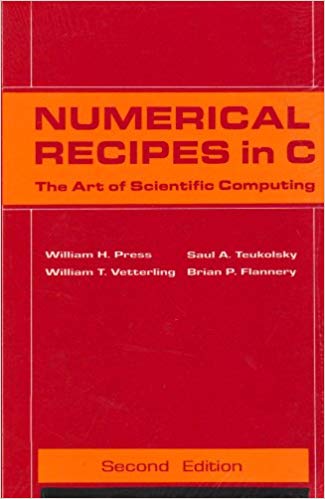 NUMERICAL
RECIPES in C
The Art of Scientific Computing
William H. Press Saul A. Teukolsky
William T. Vetterling Brian P. Flannery
Second Edition